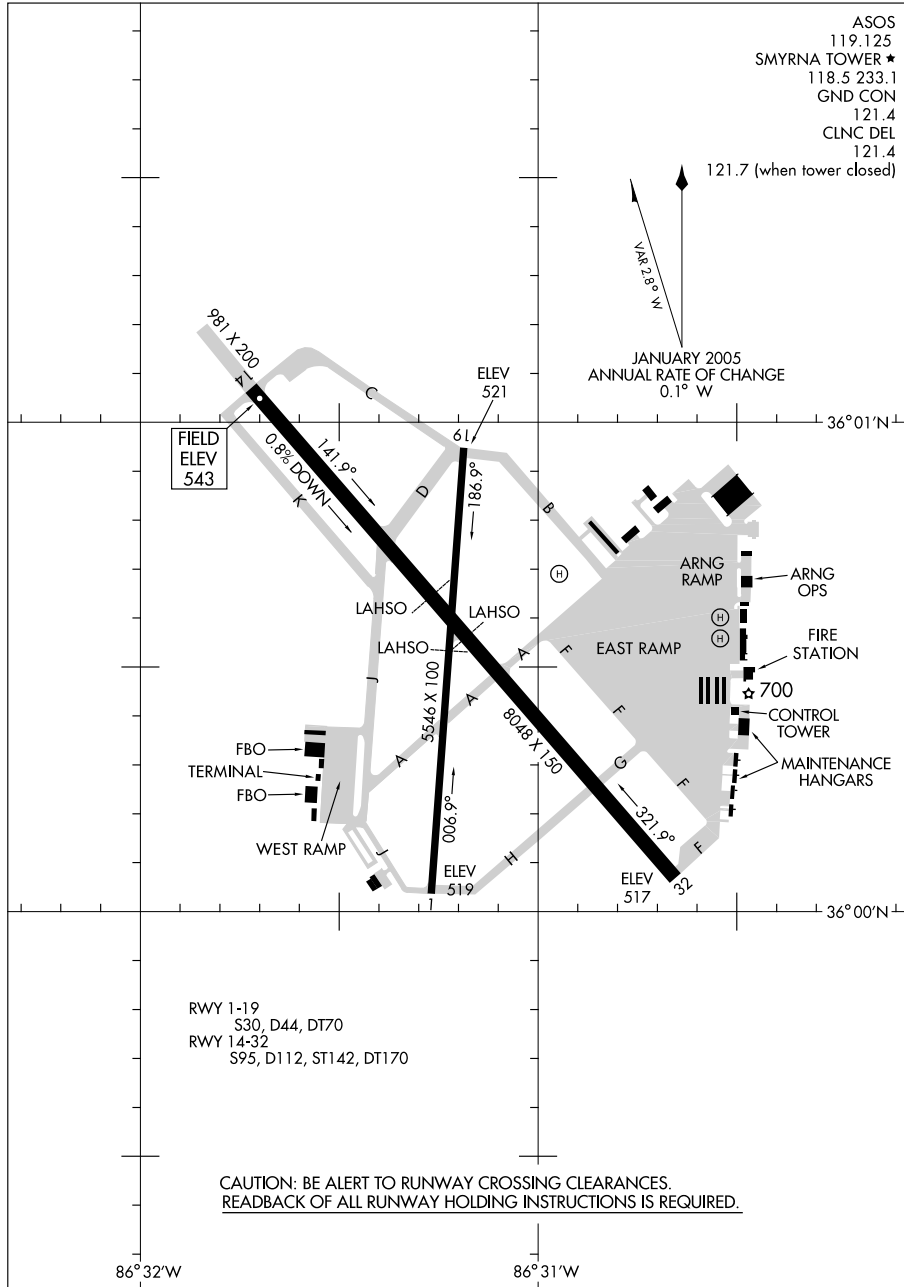 ASOS
119.125
SMYRNA TOWER ★
118.5 233.1
GND CON
121.4
CLNC DEL
121.4
121.7 (when tower closed)
VAR 2.8° W
JANUARY 2005
ANNUAL RATE OF CHANGE
0.1° W
981 X 200
14
C
ELEV
521
FIELD
ELEV
543
36°01'N
19
141.9°
0.8% DOWN
D
186.9°
K
B
ARNG
RAMP
ARNG
OPS
H
LAHSO
LAHSO
H
FIRE
STATION
LAHSO
A
F
EAST RAMP
H
J
A
5546 X 100
8048 X 150
F
700
CONTROL
TOWER
FBO
A
G
MAINTENANCE
HANGARS
TERMINAL
F
FBO
006.9°
321.9°
WEST RAMP
J
H
F
ELEV
519
ELEV
517
32
1
36°00'N
RWY 1-19
S30, D44, DT70
RWY 14-32
S95, D112, ST142, DT170
CAUTION: BE ALERT TO RUNWAY CROSSING CLEARANCES.
READBACK OF ALL RUNWAY HOLDING INSTRUCTIONS IS REQUIRED.
86°32'W
86°31'W